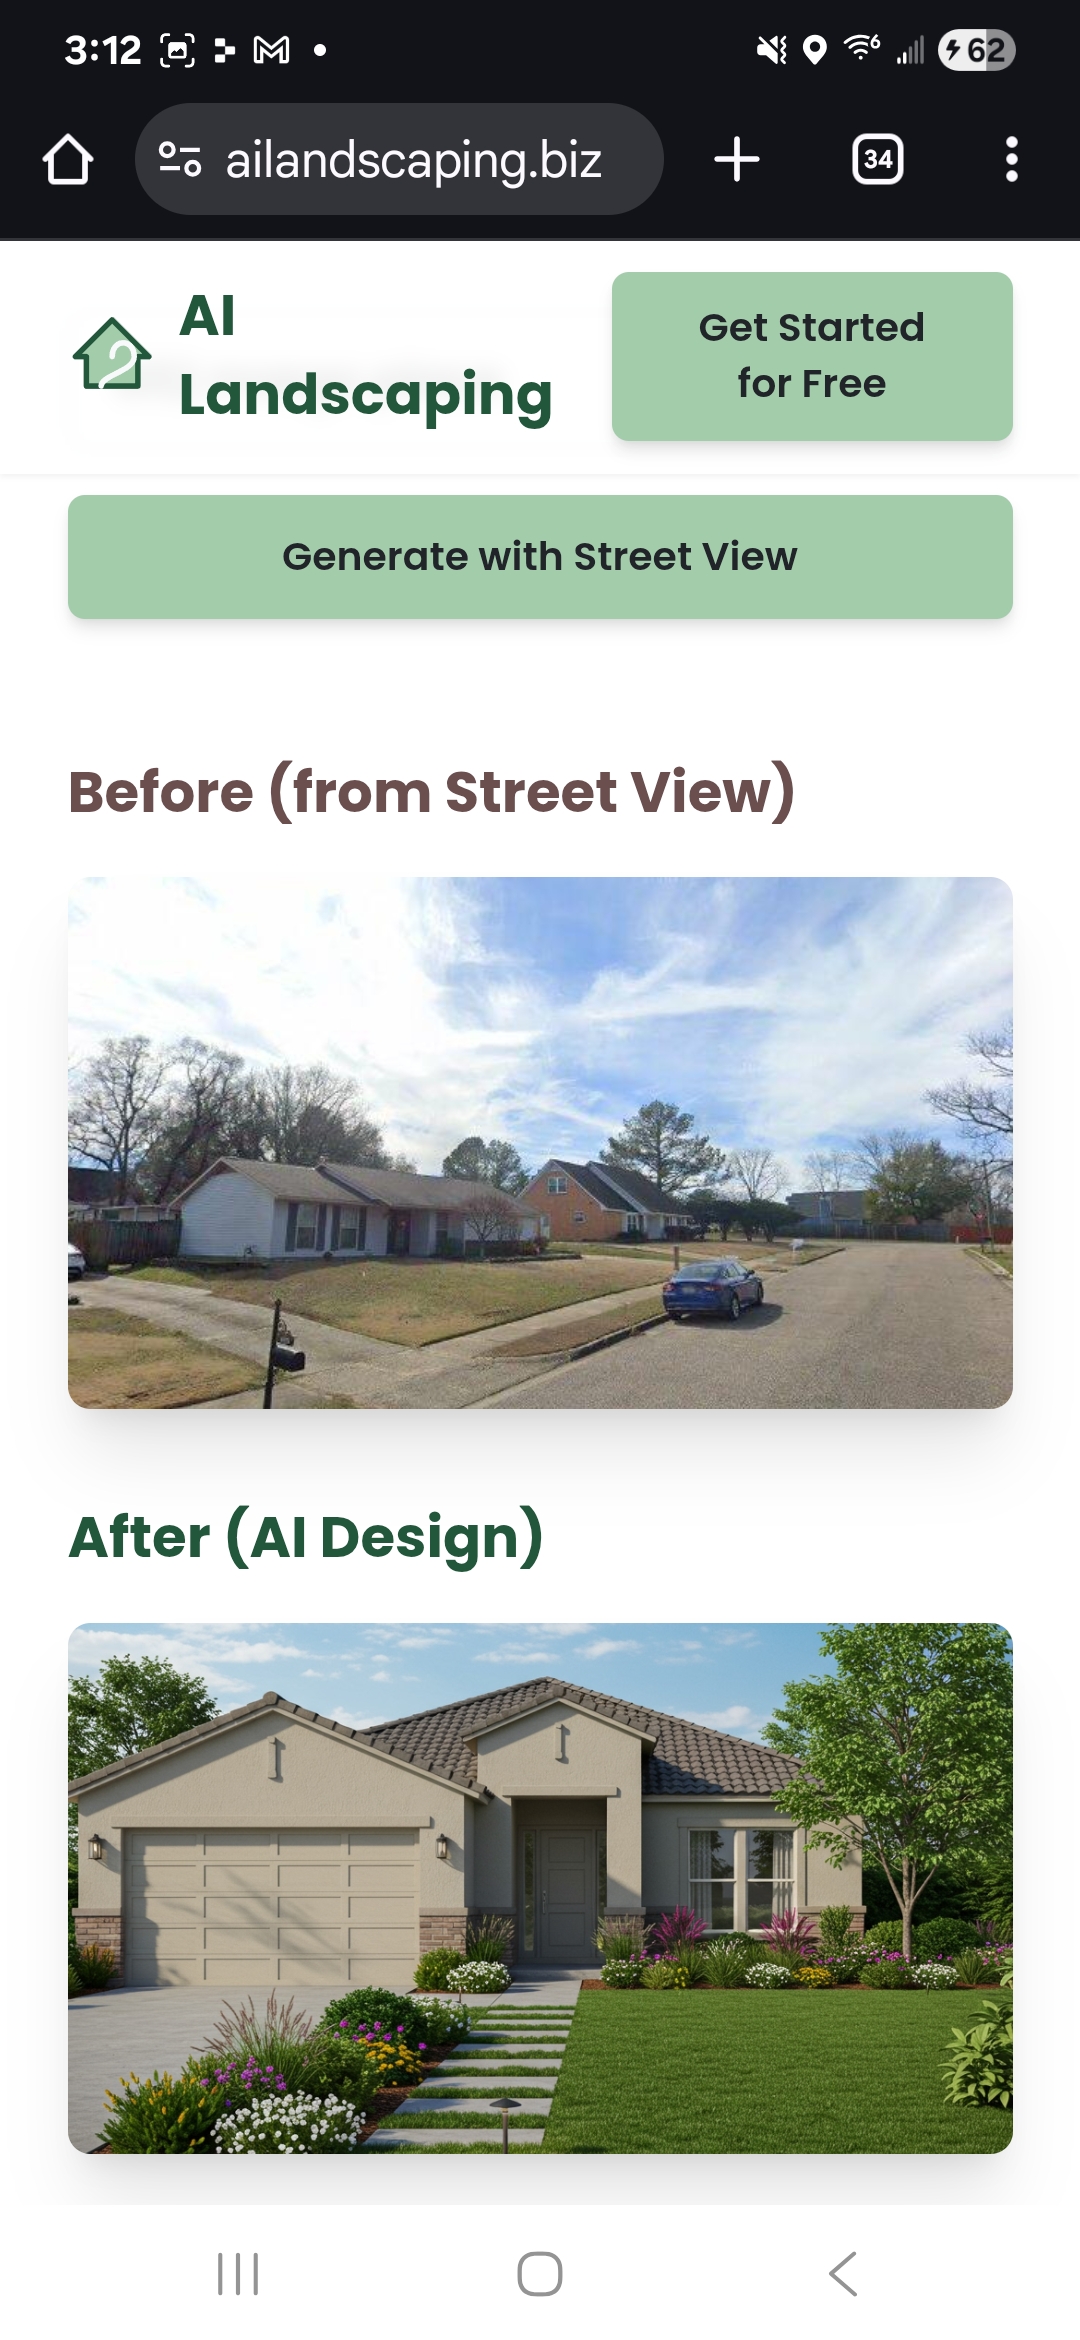 3:12
62
ailandscaping.biz
34
AI
Landscaping
Get Started
for Free
Generate with Street View
Before (from Street View)
After (AI Design)